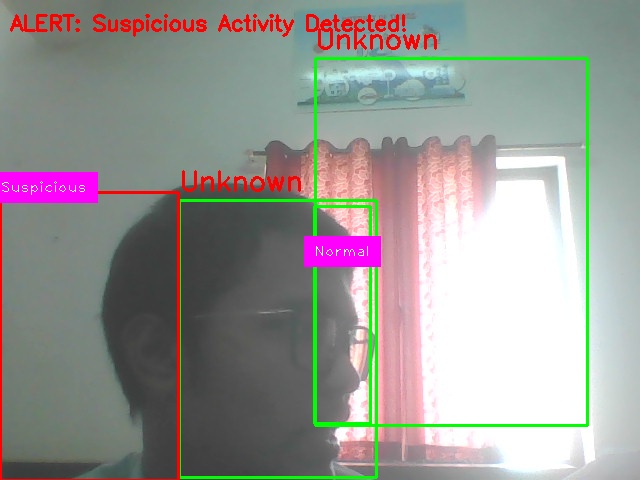 ALERT: Suspicious Activity Detected!
Unknown
Unknown
Suspicious
Normal